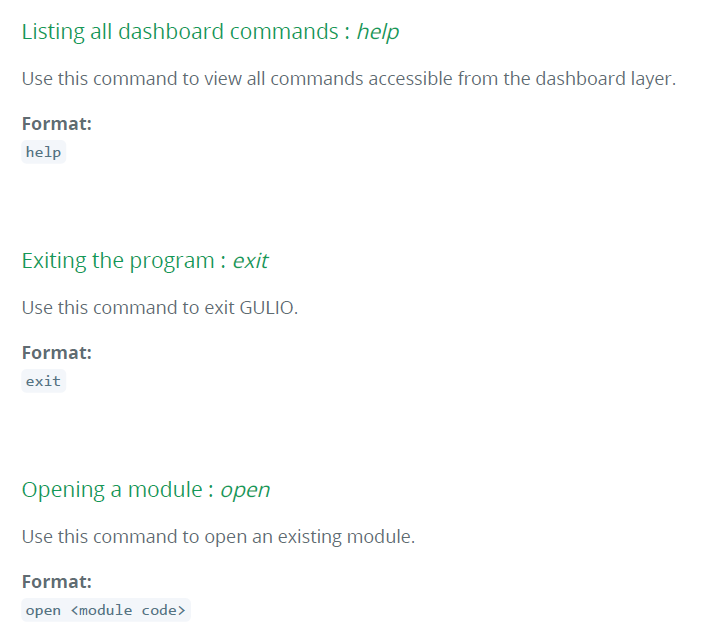 Listing all dashboard commands : help
Use this command to view all commands accessible from the dashboard layer.
Format:
help
Exiting the program : exit
Use this command to exit GULIO.
Format:
exit
Opening a module : open
Use this command to open an existing module.
Format:
open <module code>